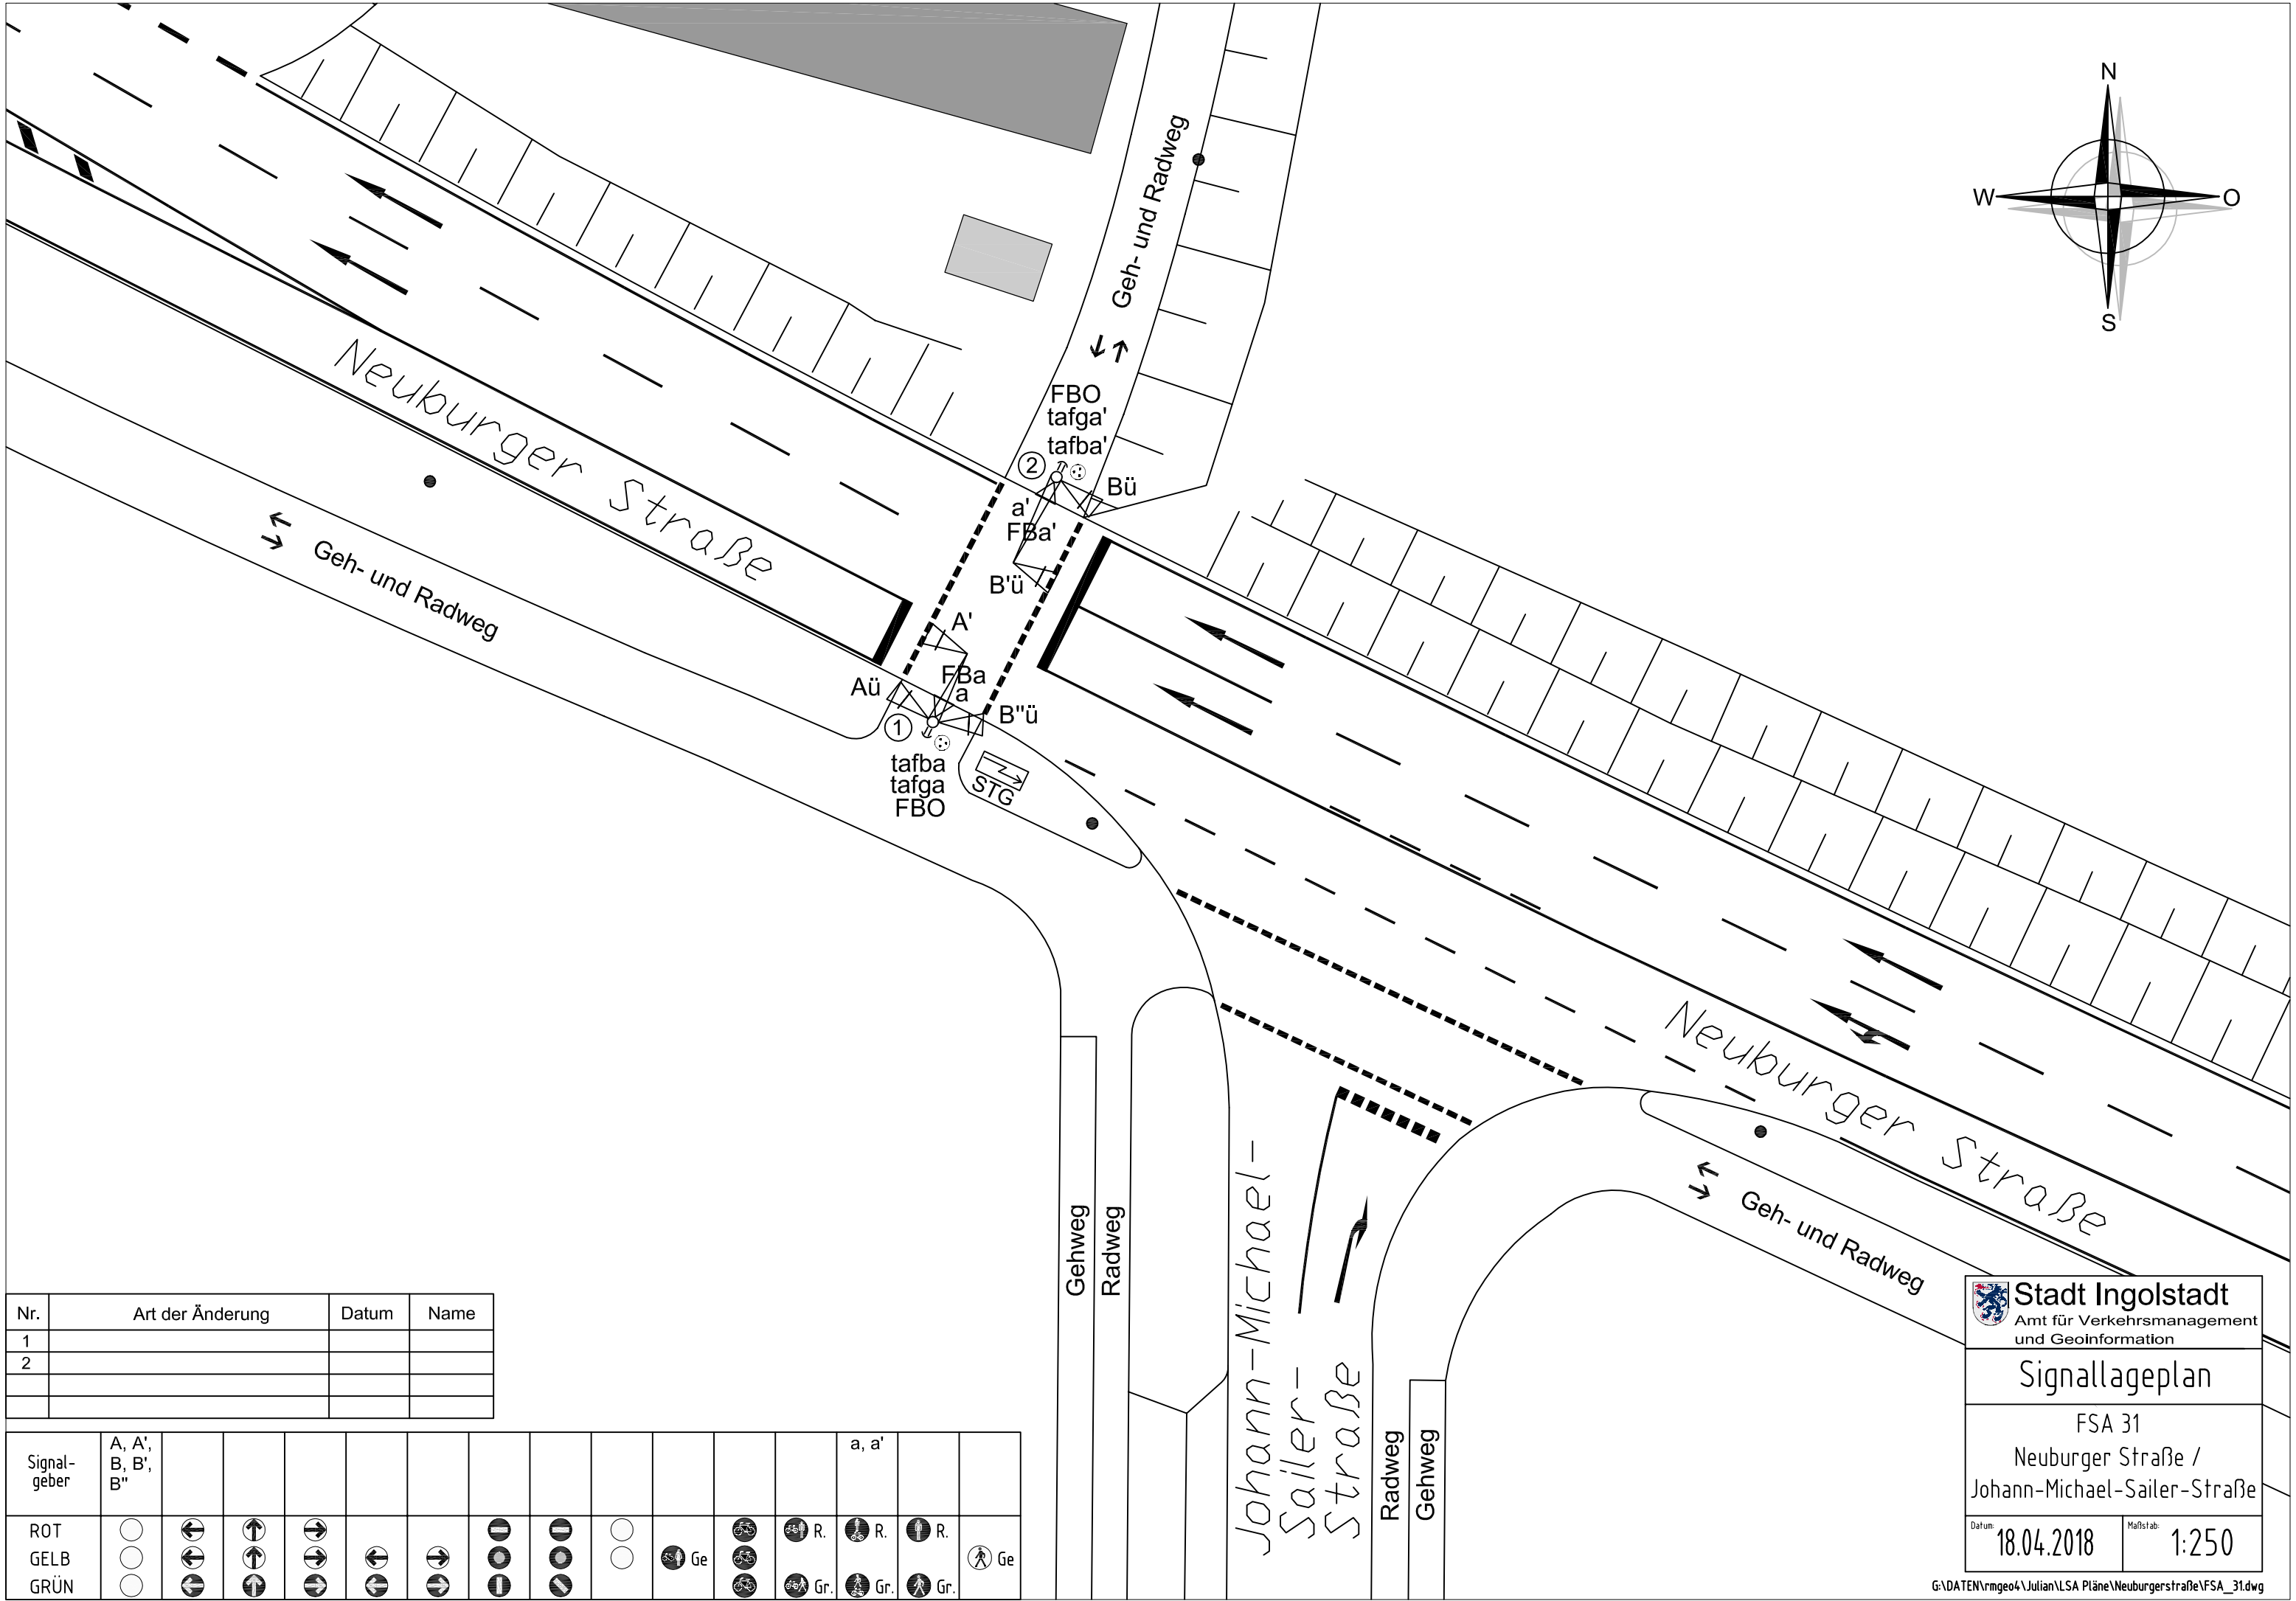 N
W
O
S
Geh- und Radweg
Neuburger Straße
Geh- und Radweg
FBO
tafga'
tafba'
2
Bü
a'
FBa'
B'ü
A'
FBa
a
Aü
B"ü
1
tafba
tafga
FBO
STG
Neuburger Straße
Geh- und Radweg
Gehweg
Radweg
Johann-Michael-
Sailer-
Straße
Radweg
Gehweg
Nr. Art der Änderung Datum Name
1
2
Signal-
geber
A, A',
B, B',
B"
a, a'
ROT R. R. R.
GELB Ge Ge
GRÜN Gr. Gr. Gr.
Stadt Ingolstadt
Amt für Verkehrsmanagement
und Geoinformation
Signallageplan
FSA 31
Neuburger Straße /
Johann-Michael-Sailer-Straße
Datum: 18.04.2018
Maßstab: 1:250
G:\DATEN\rmgeo4\Julian\LSA Pläne\Neuburgerstraße\FSA_31.dwg